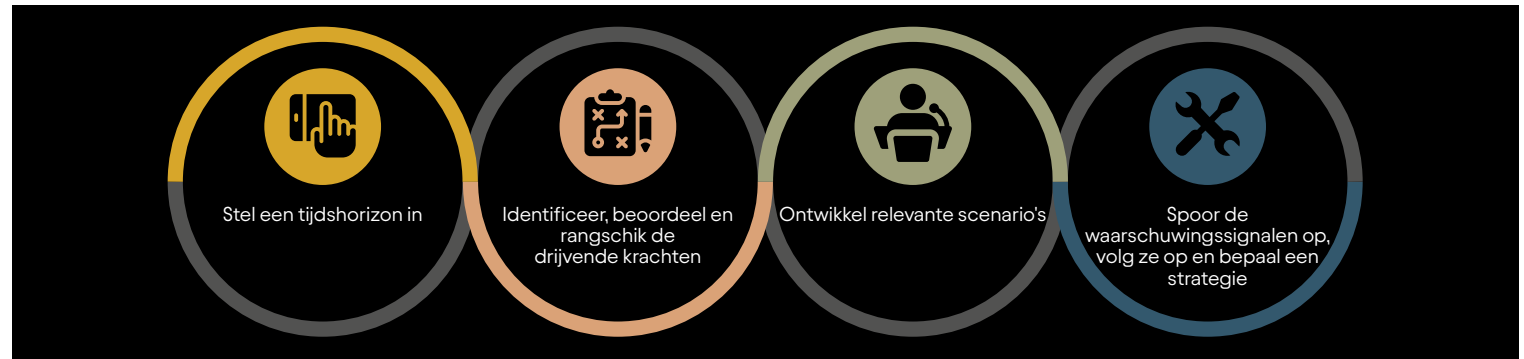 Stel een tijdshorizon in
Identificeer, beoordeel en
rangschik de
drijvende krachten
Ontwikkel relevante scenario's
Spoor de
waarschuwingssignalen op,
volg ze op en bepaal een
strategie